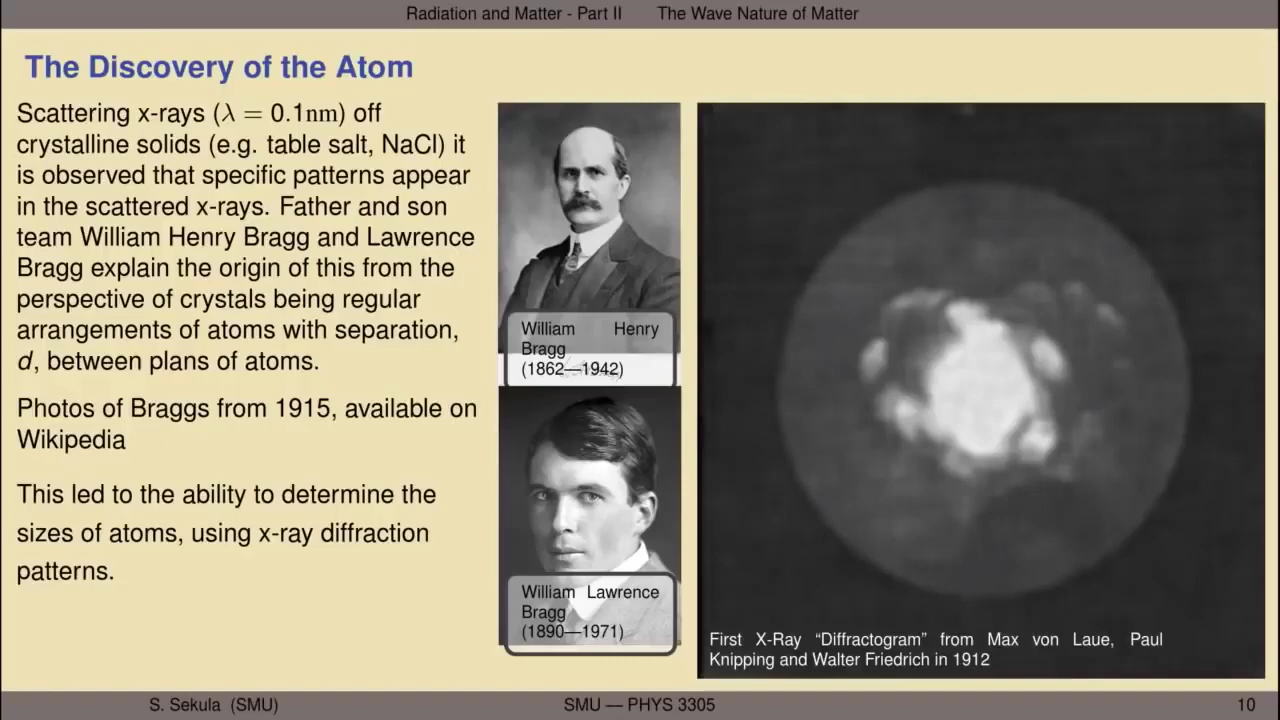 Radiation and Matter - Part II The Wave Nature of Matter
The Discovery of the Atom
Scattering x-rays (λ = 0.1nm) off
crystalline solids (e.g. table salt, NaCl) it
is observed that specific patterns appear
in the scattered x-rays. Father and son
team William Henry Bragg and Lawrence
Bragg explain the origin of this from the
perspective of crystals being regular
arrangements of atoms with separation,
d, between plans of atoms.
Photos of Braggs from 1915, available on
Wikipedia
This led to the ability to determine the
sizes of atoms, using x-ray diffraction
patterns.
William Henry
Bragg
(1862—1942)
William Lawrence
Bragg
(1890—1971)
First X-Ray “Diffractogram” from Max von Laue, Paul
Knipping and Walter Friedrich in 1912
S. Sekula (SMU) SMU — PHYS 3305 10